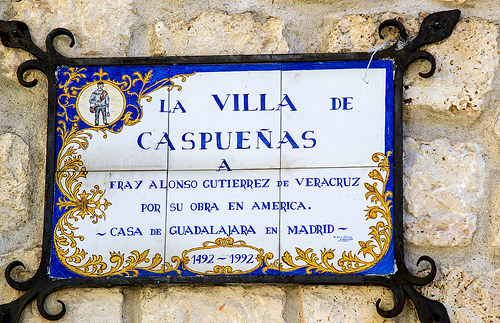 LA VILLA DE
CASPUEÑAS
A
FRAY ALONSO GUTIERREZ DE VERACRUZ
POR SU OBRA EN AMERICA.
~ CASA DE GUADALAJARA EN MADRID ~
1492 ~ 1992